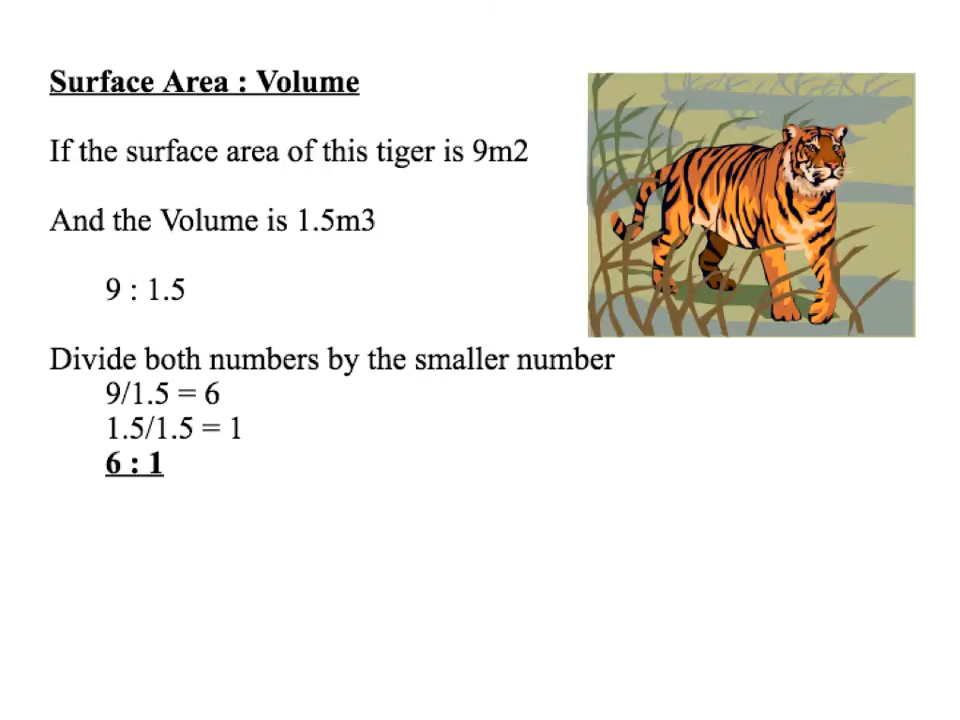 Surface Area : Volume
If the surface area of this tiger is 9m2
And the Volume is 1.5m3
9 : 1.5
Divide both numbers by the smaller number
9/1.5 = 6
1.5/1.5 = 1
6 : 1